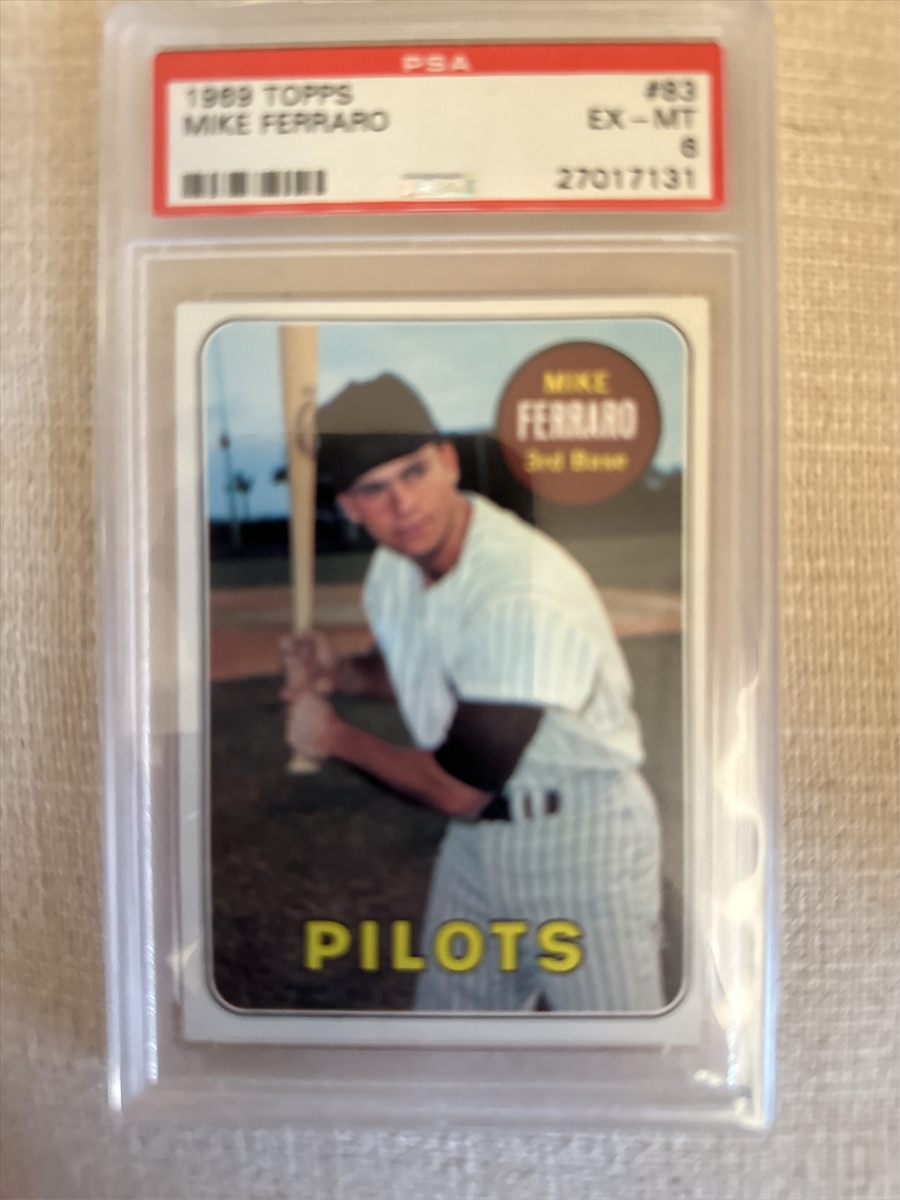 PSA
1969 TOPPS #83
MIKE FERRARO EX - MT
6
27017131
MIKE
FERRARO
3rd Base
PILOTS